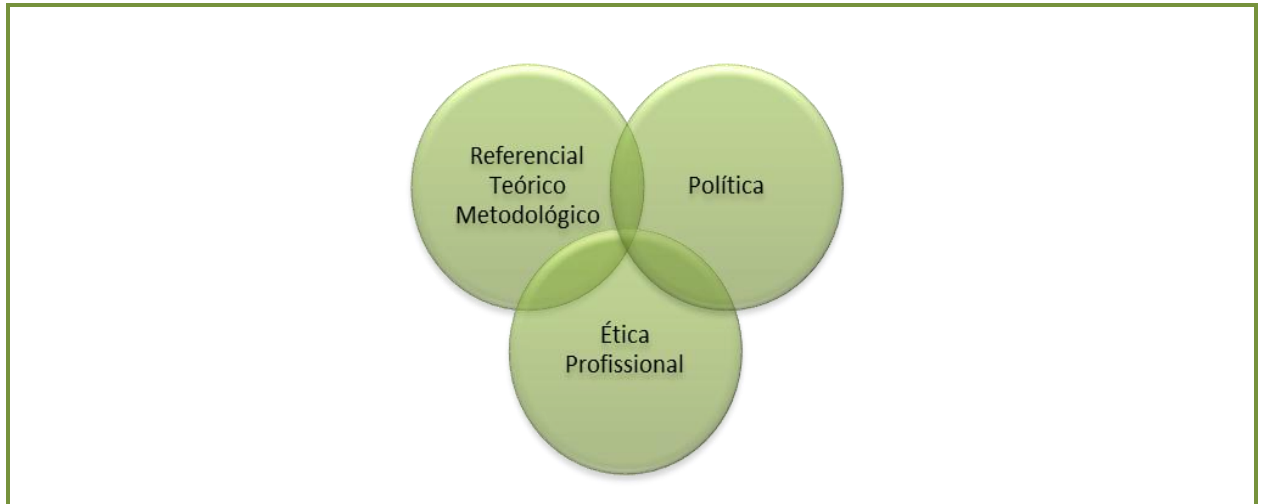 Referencial
Teórico
Metodológico
Política
Ética
Profissional